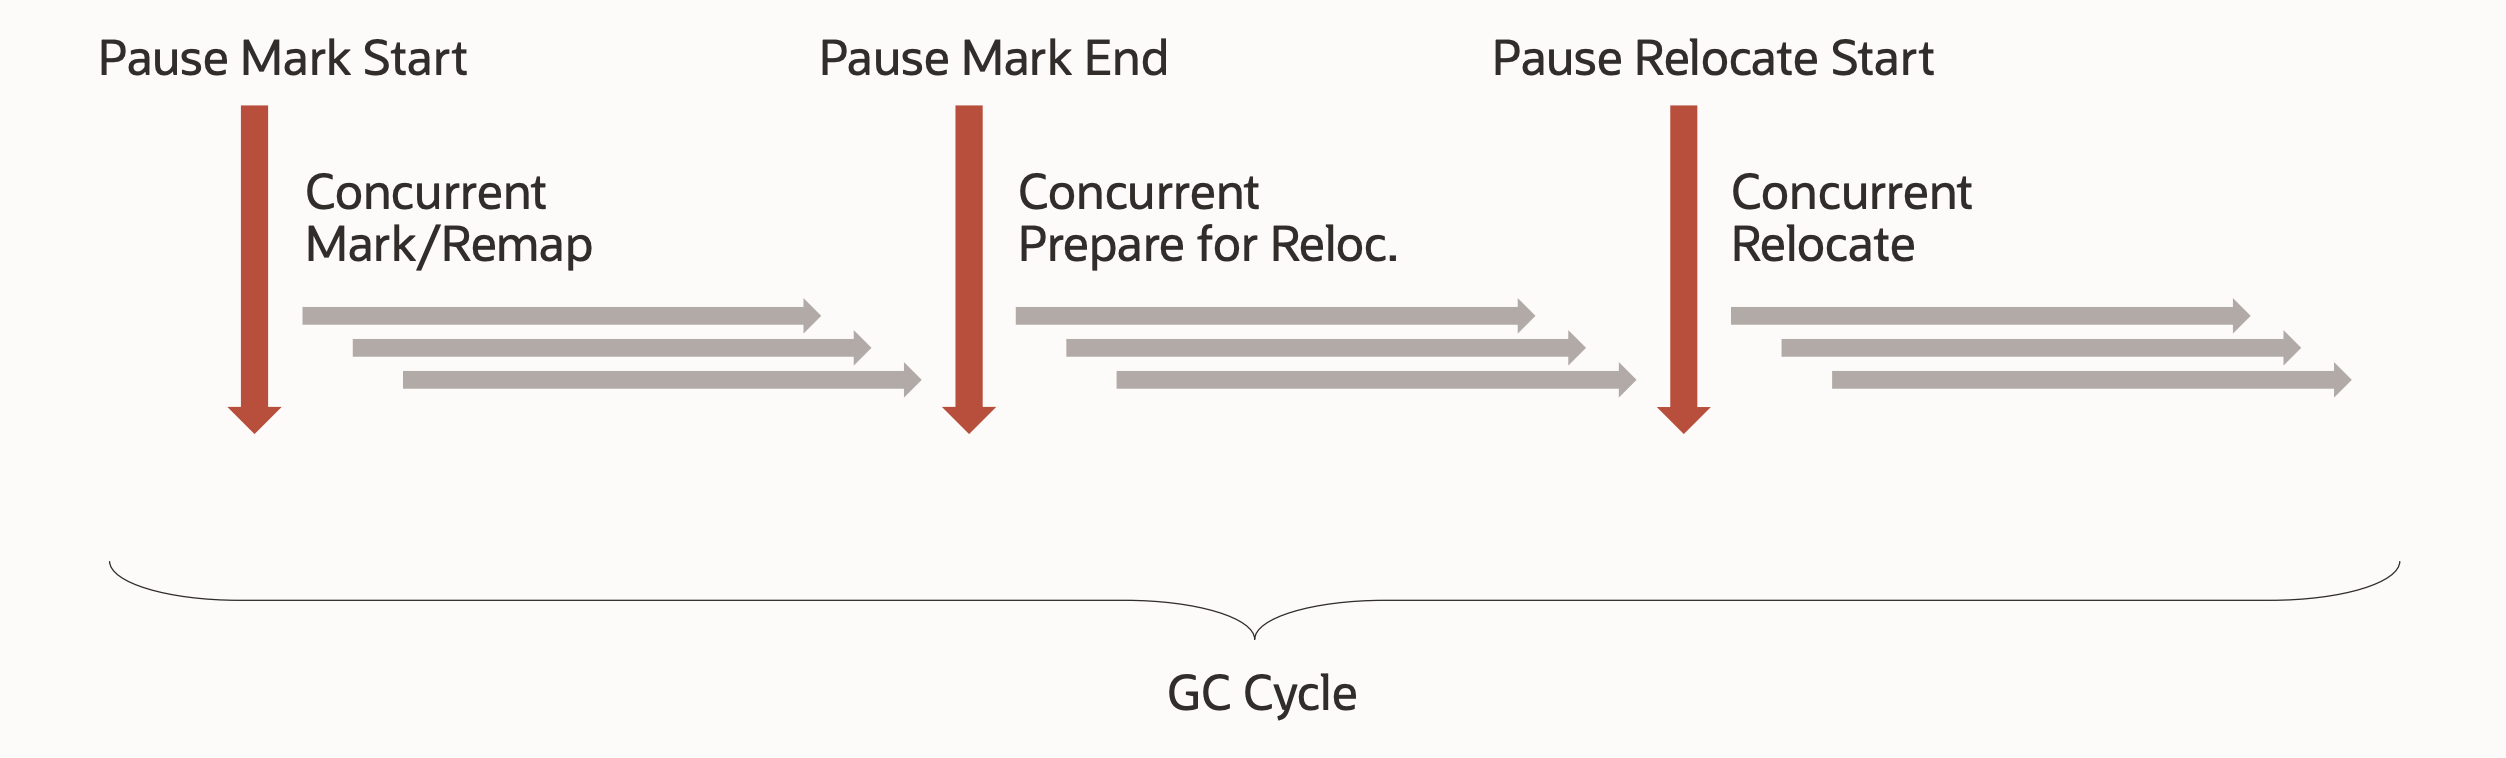 Pause Mark Start
Pause Mark End
Pause Relocate Start
Concurrent
Mark/Remap
Concurrent
Prepare for Reloc.
Concurrent
Relocate
GC Cycle